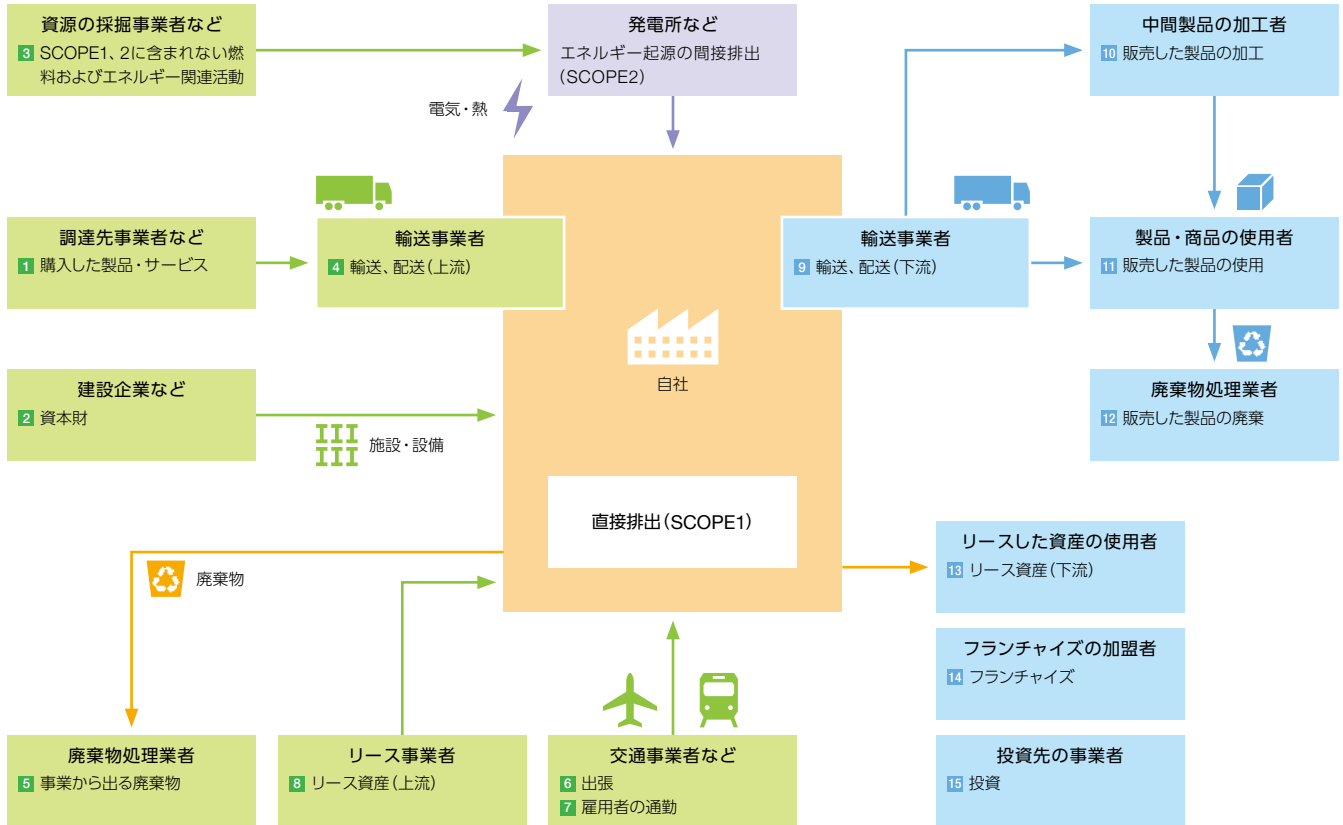 資源の採掘事業者など
3 SCOPE1、2に含まれない燃
料およびエネルギー関連活動
発電所など
エネルギー起源の間接排出
(SCOPE2)
電気・熱
中間製品の加工者
10 販売した製品の加工
調達先事業者など
1 購入した製品・サービス
輸送事業者
4 輸送、配送(上流)
輸送事業者
9 輸送、配送(下流)
製品・商品の使用者
11 販売した製品の使用
自社
建設企業など
2 資本財
施設・設備
廃棄物処理業者
12 販売した製品の廃棄
直接排出(SCOPE1)
廃棄物
リースした資産の使用者
13 リース資産(下流)
フランチャイズの加盟者
14 フランチャイズ
廃棄物処理業者
5 事業から出る廃棄物
リース事業者
8 リース資産(上流)
交通事業者など
6 出張
7 雇用者の通勤
投資先の事業者
15 投資